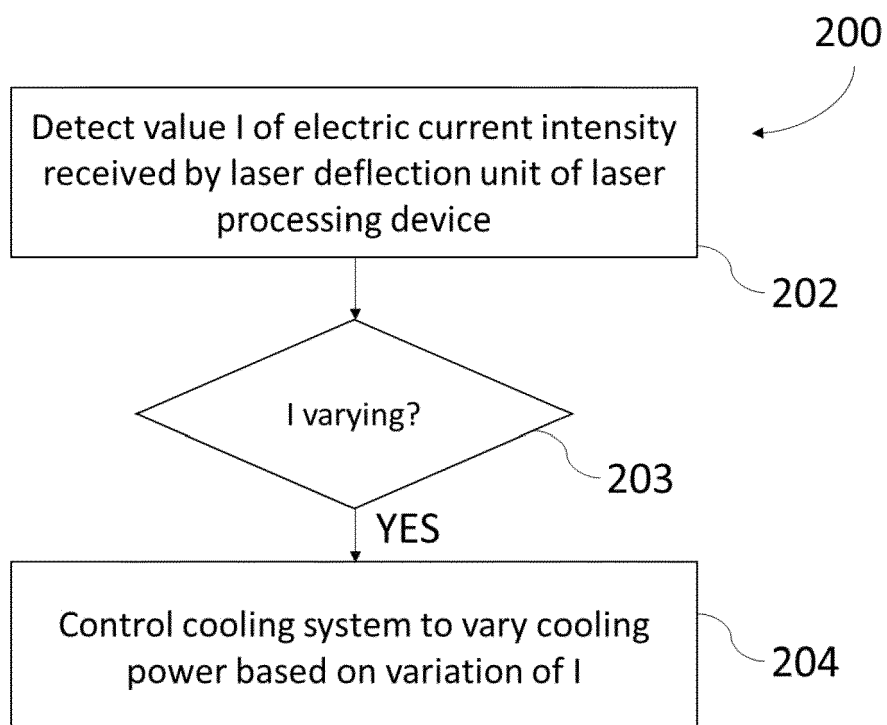 200
Detect value I of electric current intensity
received by laser deflection unit of laser
processing device
202
I varying?
203
YES
Control cooling system to vary cooling
power based on variation of I
204